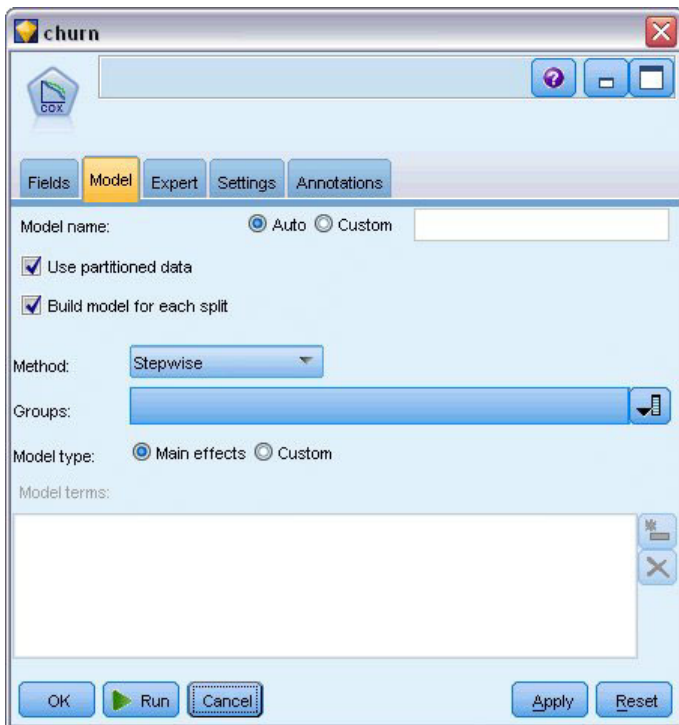 churn
COX
Fields Model Expert Settings Annotations
Model name: Auto Custom
Use partitioned data
Build model for each split
Method: Stepwise
Groups:
Model type: Main effects Custom
Model terms:
OK Run Cancel Apply Reset